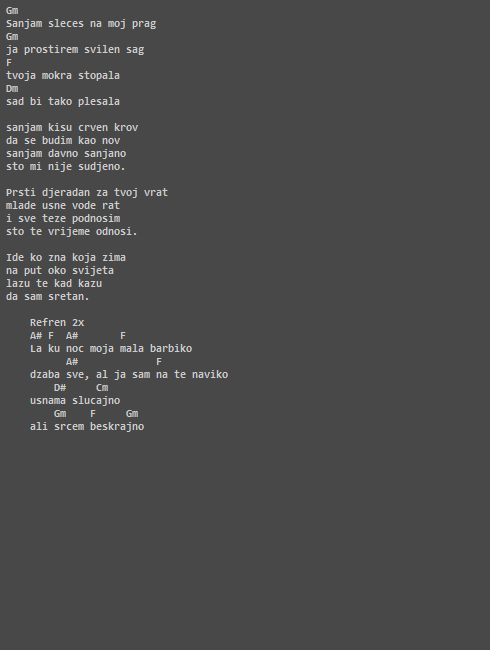 Gm
Sanjam sleces na moj prag
Gm
ja prostirem svilen sag
F
tvoja mokra stopala
Dm
sad bi tako plesala

sanjam kisu crven krov
da se budim kao nov
sanjam davno sanjano
sto mi nije sudjeno.

Prsti djeradan za tvoj vrat
mlade usne vode rat
i sve teze podnosim
sto te vrijeme odnosi.

Ide ko zna koja zima
na put oko svijeta
lazu te kad kazu
da sam sretan.

    Refren 2x
    A# F  A#       F
    La ku noc moja mala barbiko
          A#             F
    dzaba sve, al ja sam na te naviko
        D#     Cm
    usnama slucajno
        Gm    F     Gm
    ali srcem beskrajno